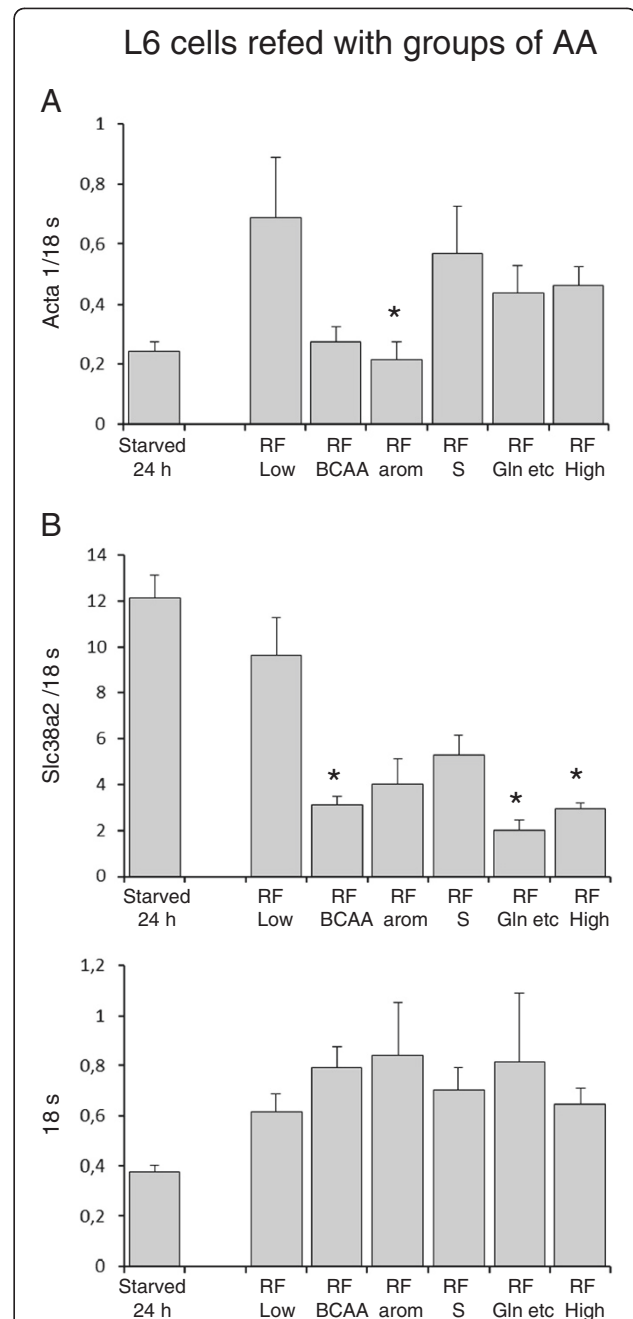 L6 cells refed with groups of AA
A
Acta 1/18 s
1
0,8
0,6
0,4
0,2
0
*
Starved RF RF RF RF RF RF
24 h Low BCAA arom S Gln etc High
B
Slc38a2 /18 s
14
12
10
8
6
4
2
0
* * *
Starved RF RF RF RF RF RF
24 h Low BCAA arom S Gln etc High
18 s
1,2
1
0,8
0,6
0,4
0,2
0
Starved RF RF RF RF RF RF
24 h Low BCAA arom S Gln etc High